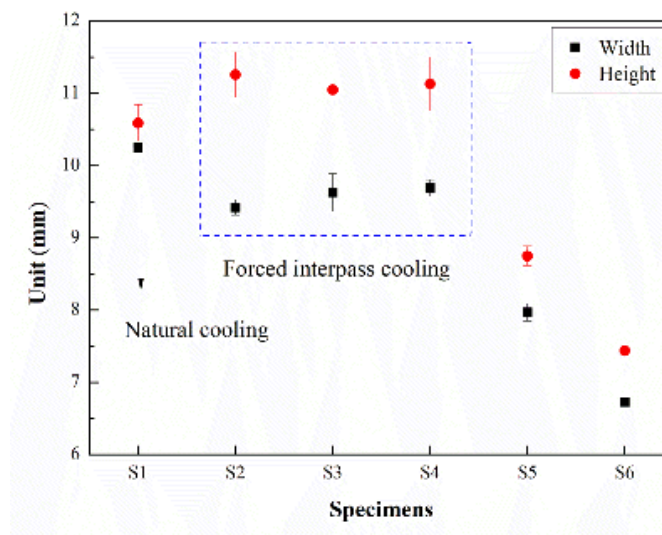 12
11
10
9
8
7
6
Unit (mm)
Width
Height
Forced interpass cooling
Natural cooling
S1 S2 S3 S4 S5 S6
Specimens